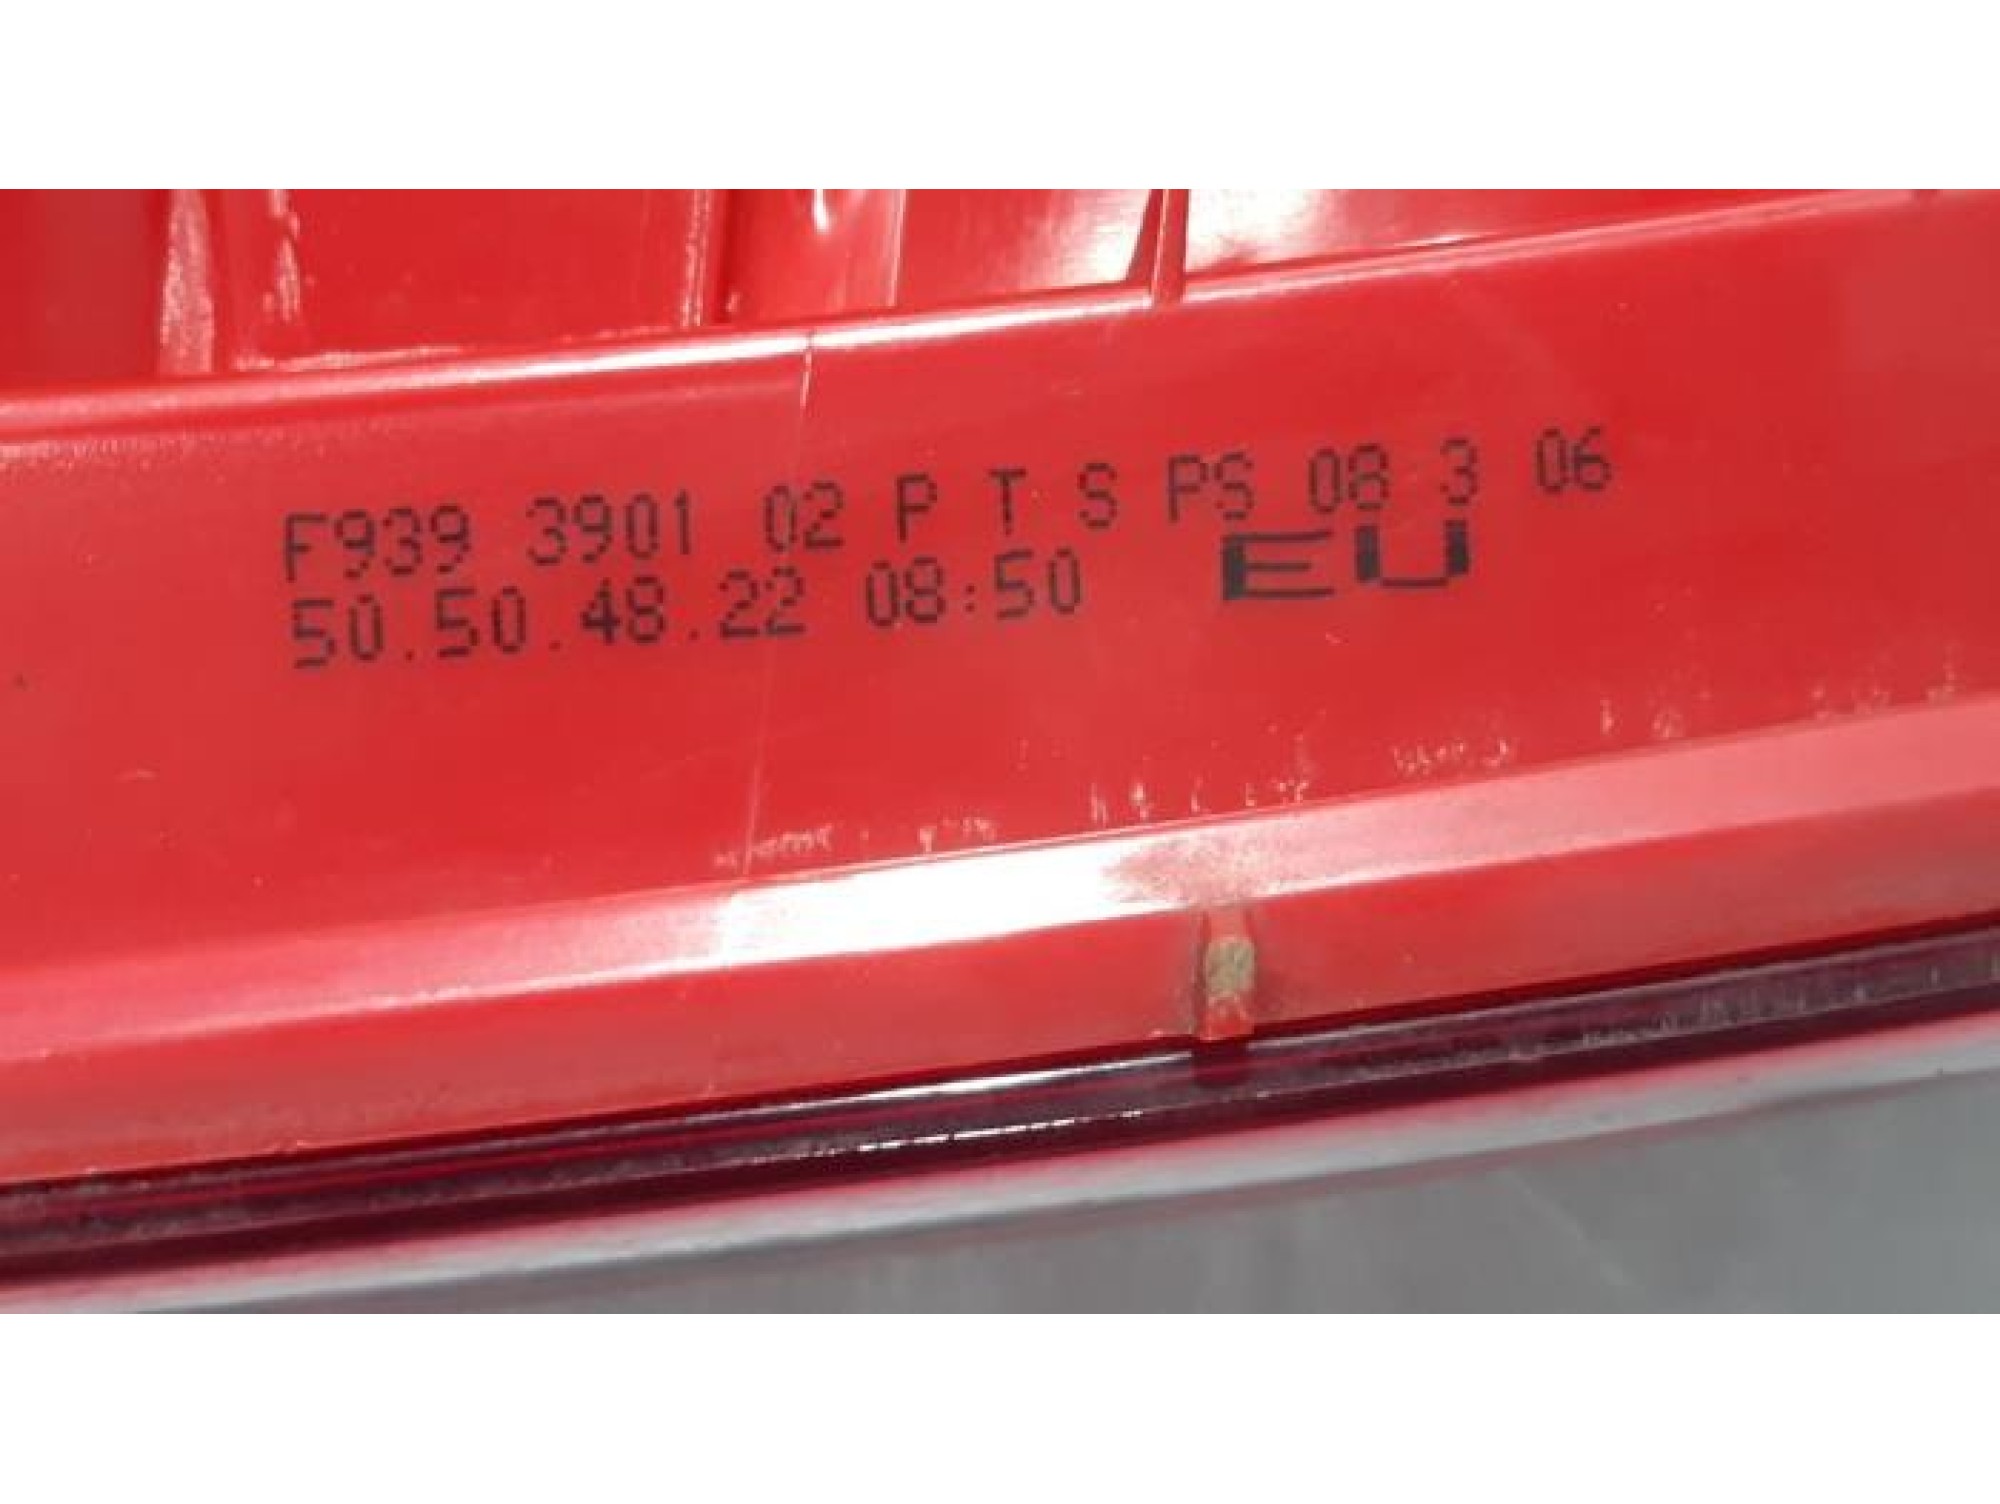 F939 3901 02 P T S PS 08 3 06
50.50.48.22 08:50 EU